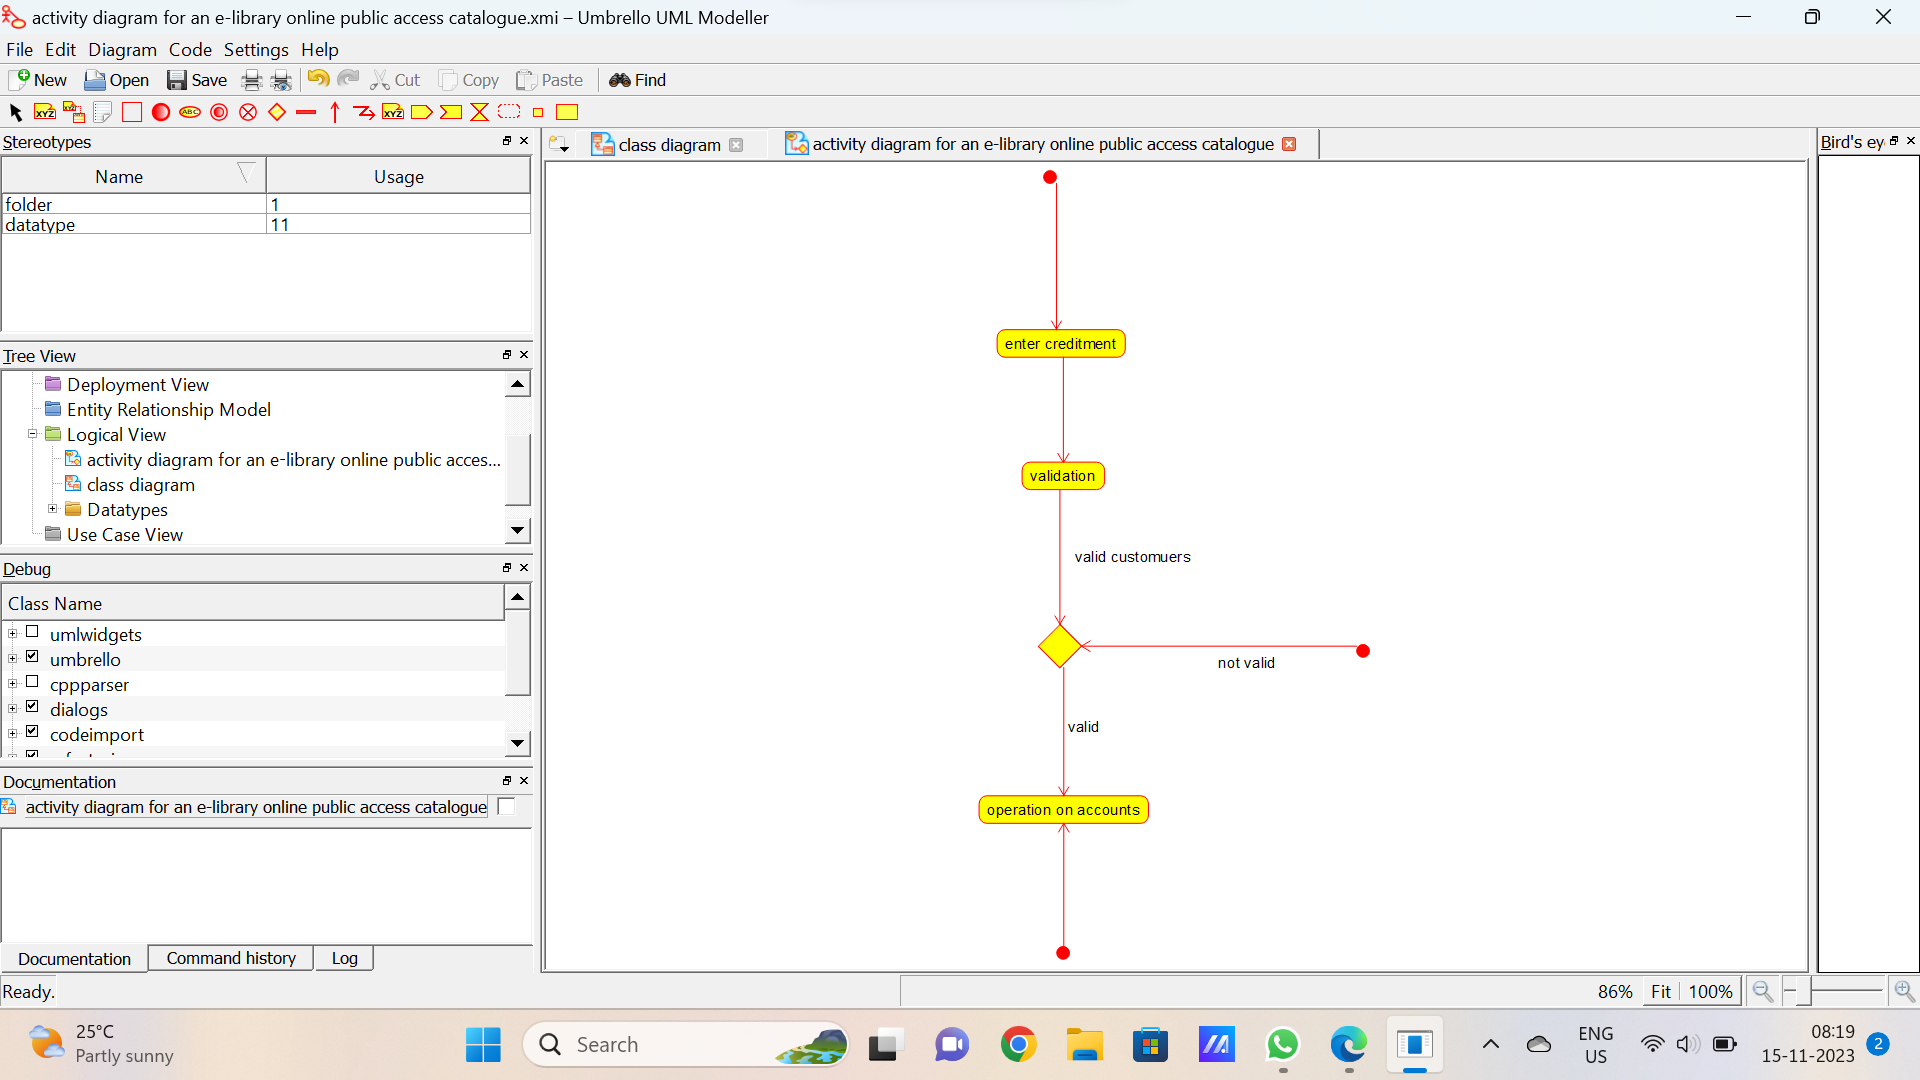 activity diagram for an e-library online public access catalogue.xmi – Umbrello UML Modeller
File Edit Diagram Code Settings Help
New Open Save Cut Copy Paste Find
XYZ ABC XYZ
Stereotypes
Name Usage
folder 1
datatype 11
Tree View
Deployment View
Entity Relationship Model
Logical View
activity diagram for an e-library online public acces...
class diagram
Datatypes
Use Case View
Debug
Class Name
umlwidgets
umbrello
cppparser
dialogs
codeimport
Documentation
activity diagram for an e-library online public access catalogue
Documentation Command history Log
class diagram
activity diagram for an e-library online public access catalogue
enter creditment
validation
valid customuers
not valid
valid
operation on accounts
Bird's ey
Ready.
86% Fit 100%
25°C
Partly sunny
Search
ENG
US
08:19
15-11-2023
2